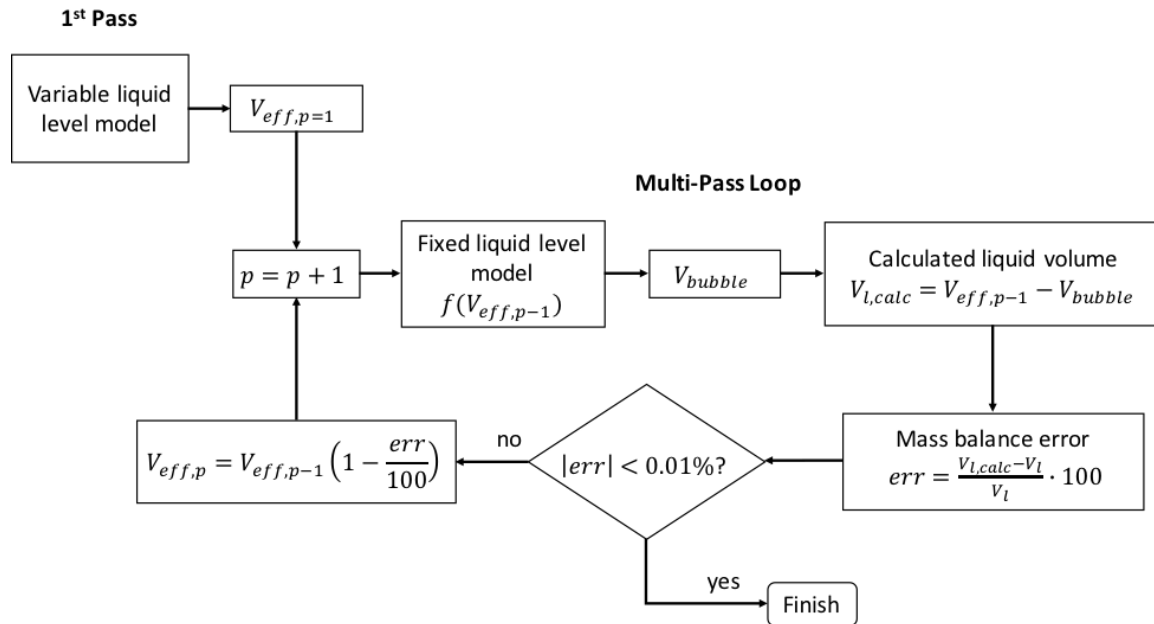 1st Pass
Variable liquid
level model
V_{eff,p=1}
Multi-Pass Loop
p = p + 1
Fixed liquid level
model
f(V_{eff,p−1})
V_{bubble}
Calculated liquid volume
V_{l,calc} = V_{eff,p−1} − V_{bubble}
Mass balance error
err = \frac{V_{l,calc}−V_l}{V_l} · 100
|err| < 0.01%?
no
V_{eff,p} = V_{eff,p−1} (1 − \frac{err}{100})
yes
Finish